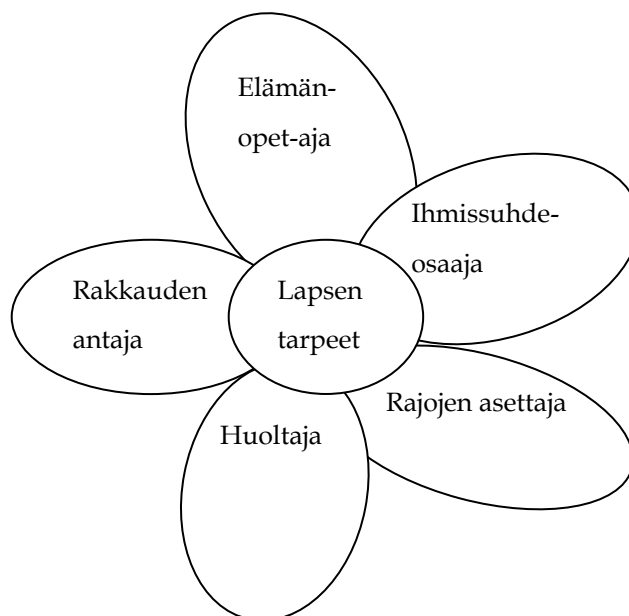 Elämän-
opet-aja
Ihmissuhde-
osaaja
Rakkauden
antaja
Lapsen
tarpeet
Rajojen asettaja
Huoltaja